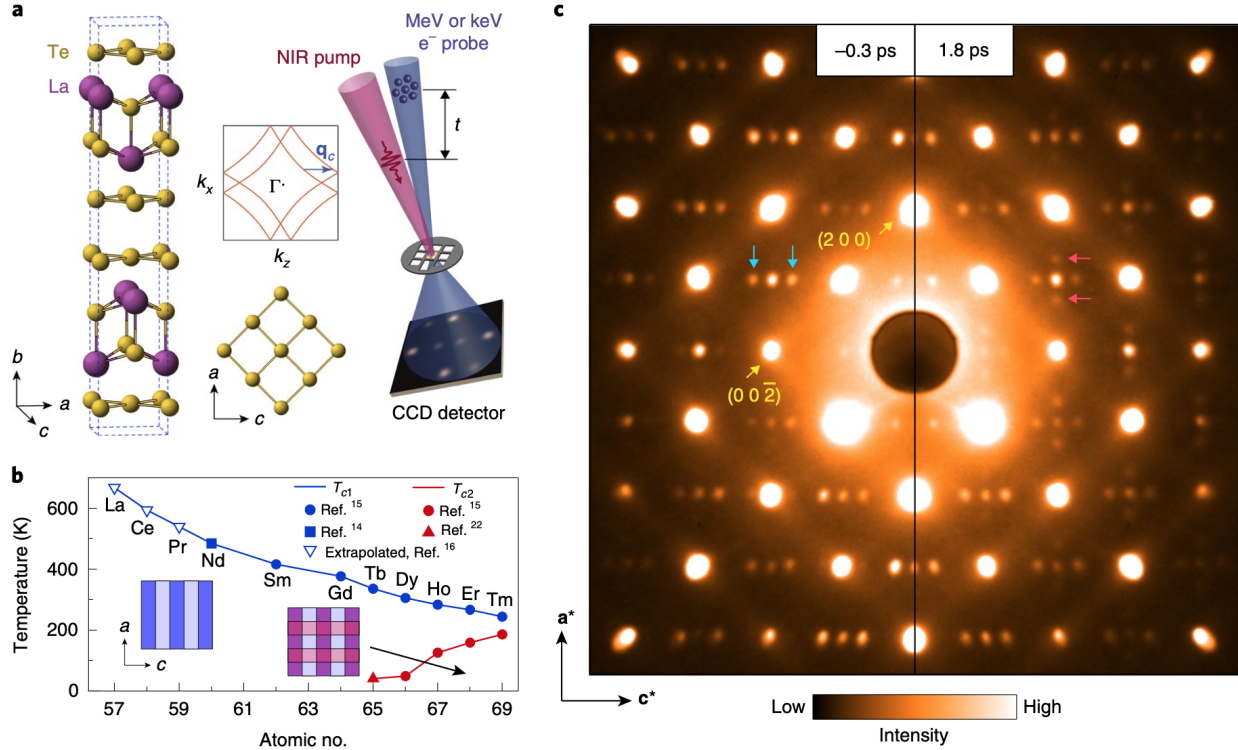 a
Te
La
b
a
c
NIR pump
MeV or keV
e⁻ probe
t
q_c
k_x
Γ
k_z
a
c
CCD detector
b
Temperature (K)
600
400
200
0
57
59
61
63
65
67
69
Atomic no.
La
Ce
Pr
Nd
Sm
Gd
Tb
Dy
Ho
Er
Tm
T_c1
T_c2
Ref. ¹⁵
Ref. ¹⁵
Ref. ¹⁴
Ref. ²²
Extrapolated, Ref. ¹⁶
a
c
c
−0.3 ps
1.8 ps
(2 0 0)
(0 0 2̅)
a*
c*
Low
High
Intensity